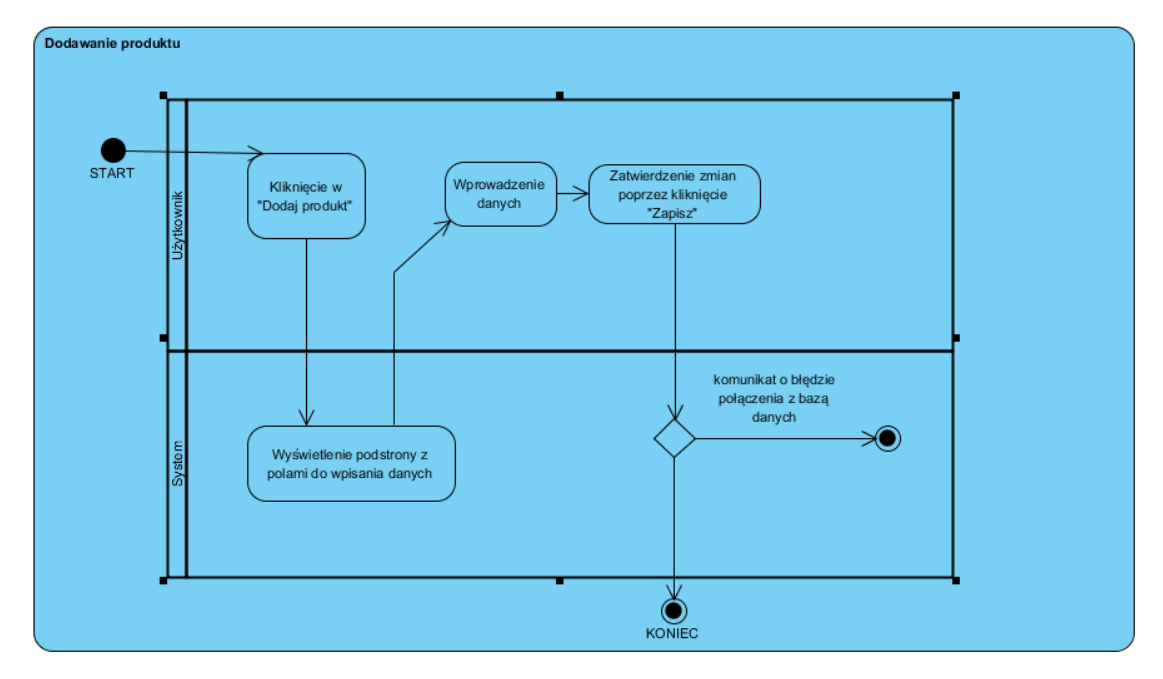 Dodawanie produktu
START
Użytkownik
Kliknięcie w
"Dodaj produkt"
Wprowadzenie
danych
Zatwierdzenie zmian
poprzez kliknięcie
"Zapisz"
System
Wyświetlenie podstrony z
polami do wpisania danych
komunikat o błędzie
połączenia z bazą
danych
KONIEC